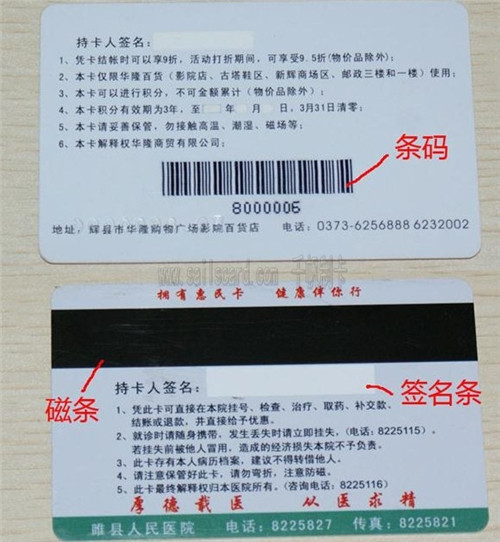 持卡人签名:
1、凭卡结帐时可以享9折，活动打折期间，可享受9.5折(物价品除外);
2、本卡仅限华隆百货（影院店、古塔鞋区、新辉商场区、邮政三楼和一楼）使用;
3、本卡可以进行积分，不可金额累计（物价品除外）;
4、本卡积分有效为3年, 至 年 月 日, 3月31日清零;
5、本卡请妥善保管, 勿接触高温、潮湿、磁场等;
6、本卡解释权华隆商贸有限公司;
条码
8000006
地址: 辉县市华隆购物广场影院百货店 电话: 0373-6256888 6232002
拥有惠民卡 健康伴你行
持卡人签名:
磁条
签名条
1、凭此卡可直接在本院挂号、检查、治疗、取药、补交款、
结账或退款，并直接给予优惠。
2、就诊时请随身携带，发生丢失时请立即挂失，(电话: 8225115)。
若挂失前被他人冒用，造成的经济损失本院不予负责。
3、此卡存有本人病历档案，建议不得转借他人。
4、请注意保管好此卡，请勿弯折，注意防磁。
5、此卡最终解释权归本医院所有。(咨询电话: 8225116)
厚德载医 从医求精
睢县人民医院 电话: 8225827 传真: 8225821